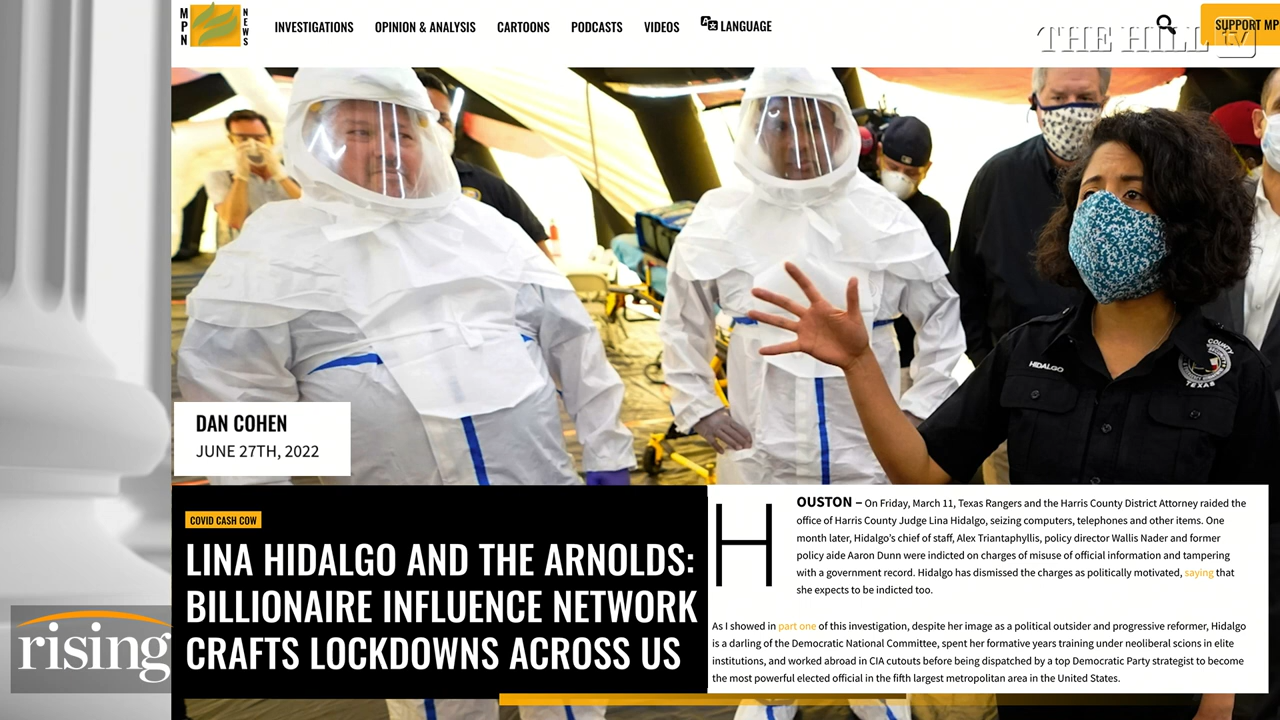 MPN
NEWS
INVESTIGATIONS
OPINION & ANALYSIS
CARTOONS
PODCASTS
VIDEOS
LANGUAGE
SUPPORT MP
THE HILL tv
HIDALGO
COUNTY
TEXAS
DAN COHEN
JUNE 27TH, 2022
COVID CASH COW
LINA HIDALGO AND THE ARNOLDS:
BILLIONAIRE INFLUENCE NETWORK
CRAFTS LOCKDOWNS ACROSS US
HOUSTON – On Friday, March 11, Texas Rangers and the Harris County District Attorney raided the
office of Harris County Judge Lina Hidalgo, seizing computers, telephones and other items. One
month later, Hidalgo's chief of staff, Alex Triantaphyllis, policy director Wallis Nader and former
policy aide Aaron Dunn were indicted on charges of misuse of official information and tampering
with a government record. Hidalgo has dismissed the charges as politically motivated, saying that
she expects to be indicted too.
As I showed in part one of this investigation, despite her image as a political outsider and progressive reformer, Hidalgo
is a darling of the Democratic National Committee, spent her formative years training under neoliberal scions in elite
institutions, and worked abroad in CIA cutouts before being dispatched by a top Democratic Party strategist to become
the most powerful elected official in the fifth largest metropolitan area in the United States.
rising